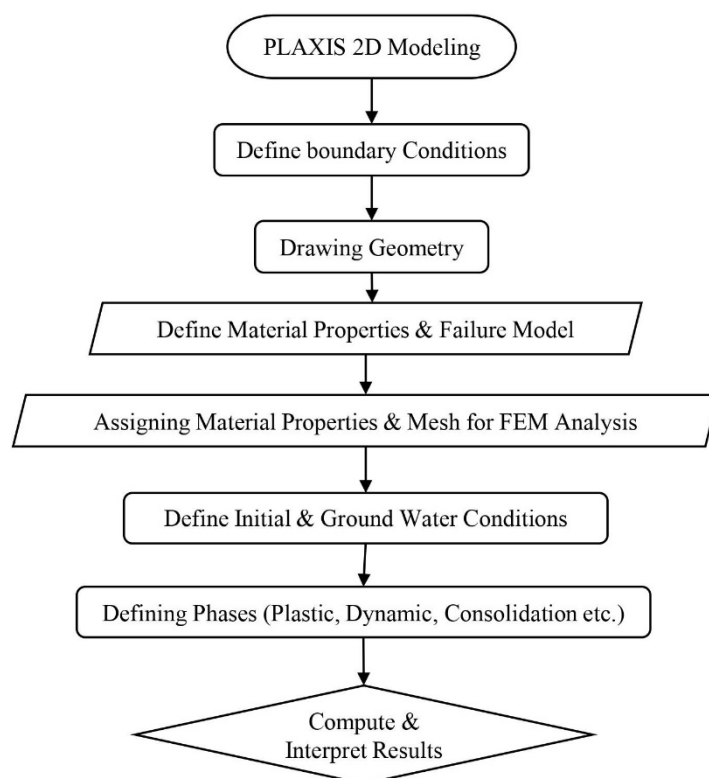 PLAXIS 2D Modeling
Define boundary Conditions
Drawing Geometry
Define Material Properties & Failure Model
Assigning Material Properties & Mesh for FEM Analysis
Define Initial & Ground Water Conditions
Defining Phases (Plastic, Dynamic, Consolidation etc.)
Compute &
Interpret Results